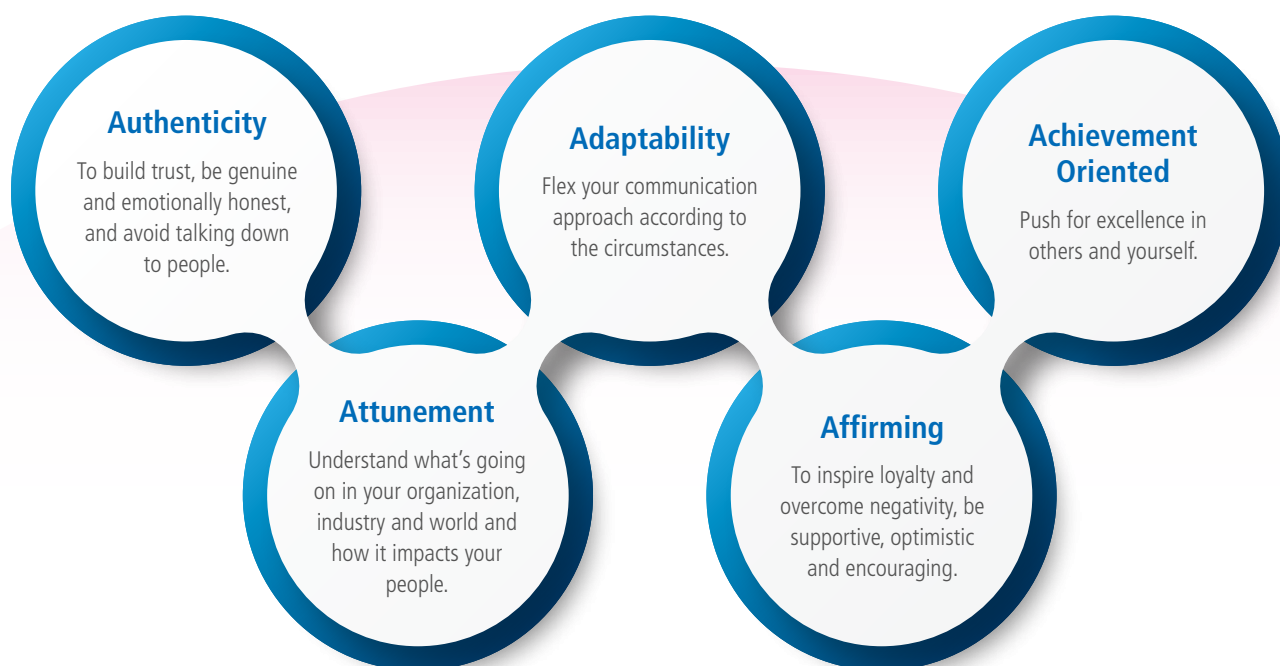 Authenticity
To build trust, be genuine
and emotionally honest,
and avoid talking down
to people.
Attunement
Understand what's going
on in your organization,
industry and world and
how it impacts your
people.
Adaptability
Flex your communication
approach according to
the circumstances.
Affirming
To inspire loyalty and
overcome negativity, be
supportive, optimistic
and encouraging.
Achievement
Oriented
Push for excellence in
others and yourself.